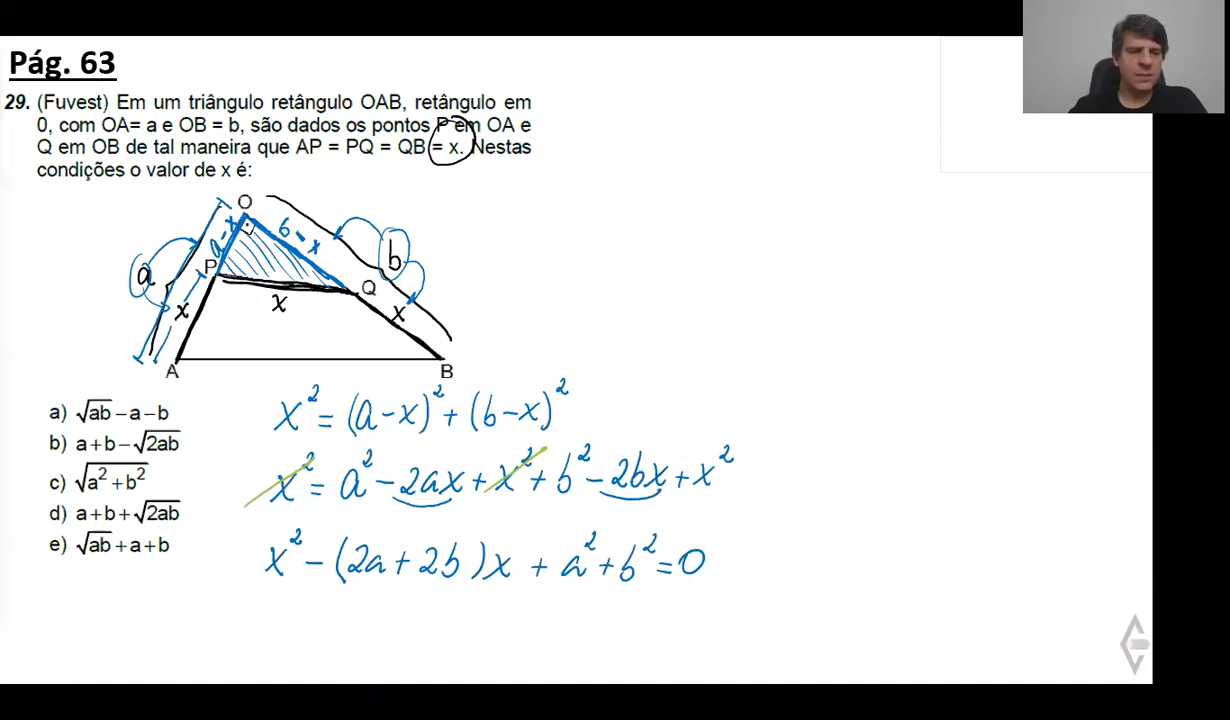 Pág. 63
29. (Fuvest) Em um triângulo retângulo OAB, retângulo em
0, com OA= a e OB = b, são dados os pontos P em OA e
Q em OB de tal maneira que AP = PQ = QB = x. Nestas
condições o valor de x é:
O
a-x
b-x
b
a
P
Q
x
x
x
A
B
a) √ab – a – b
b) a + b – √2ab
c) √a² + b²
d) a + b + √2ab
e) √ab + a + b
x² = (a-x)² + (b-x)²
x² = a² - 2ax + x² + b² - 2bx + x²
x² - (2a + 2b)x + a² + b² = 0